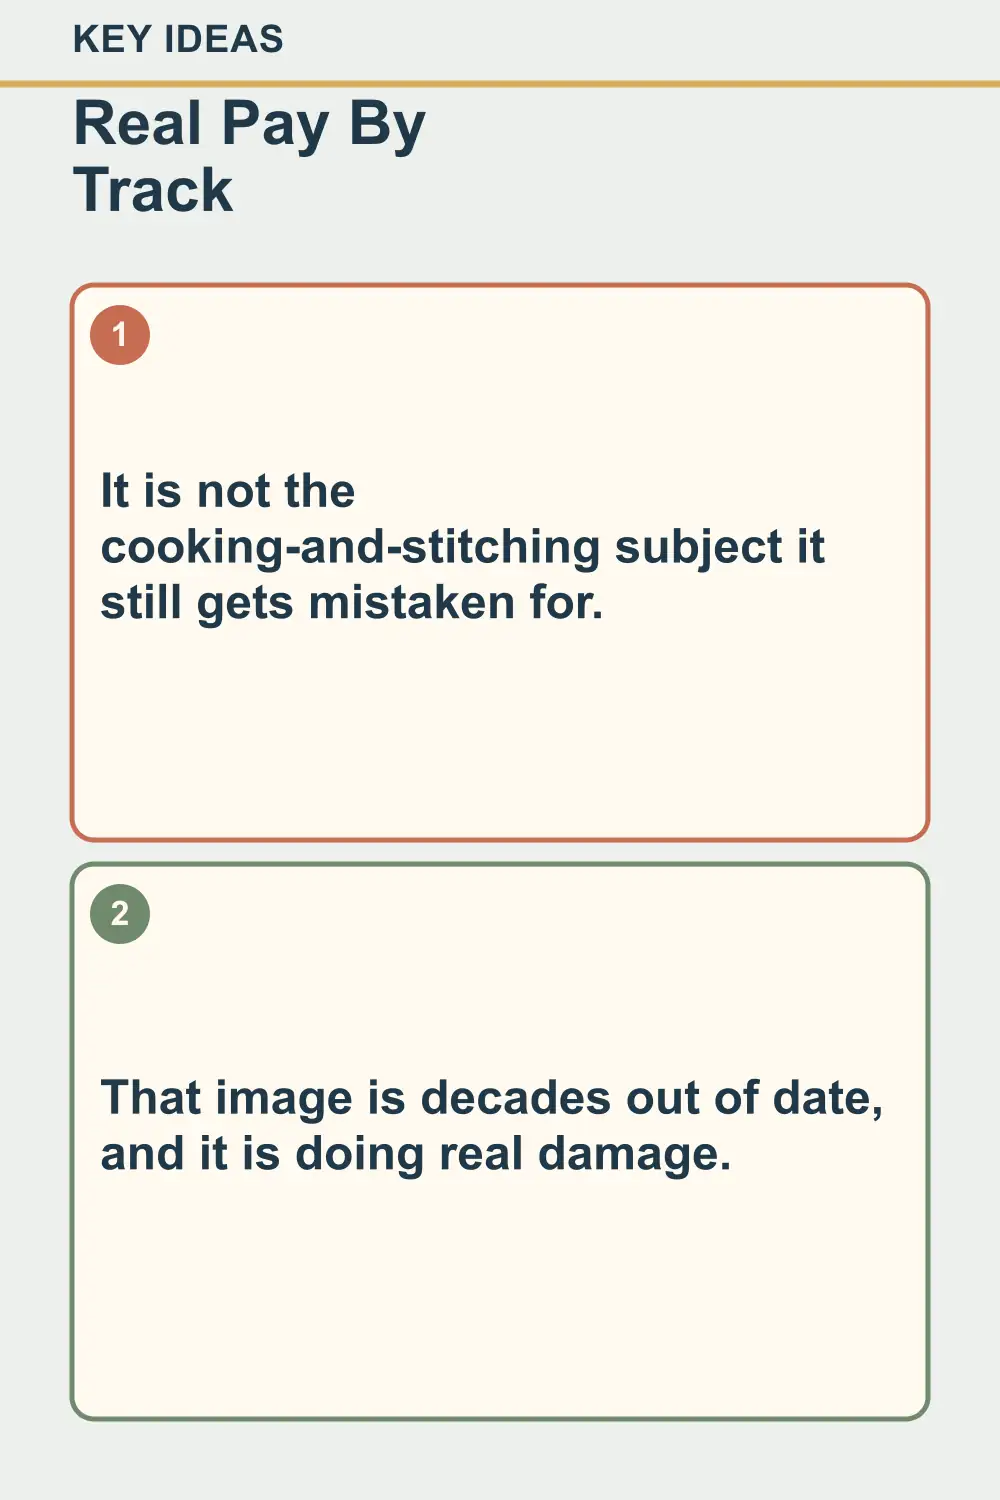 KEY IDEAS
Real Pay By
Track
1
It is not the
cooking-and-stitching subject it
still gets mistaken for.
2
That image is decades out of date,
and it is doing real damage.